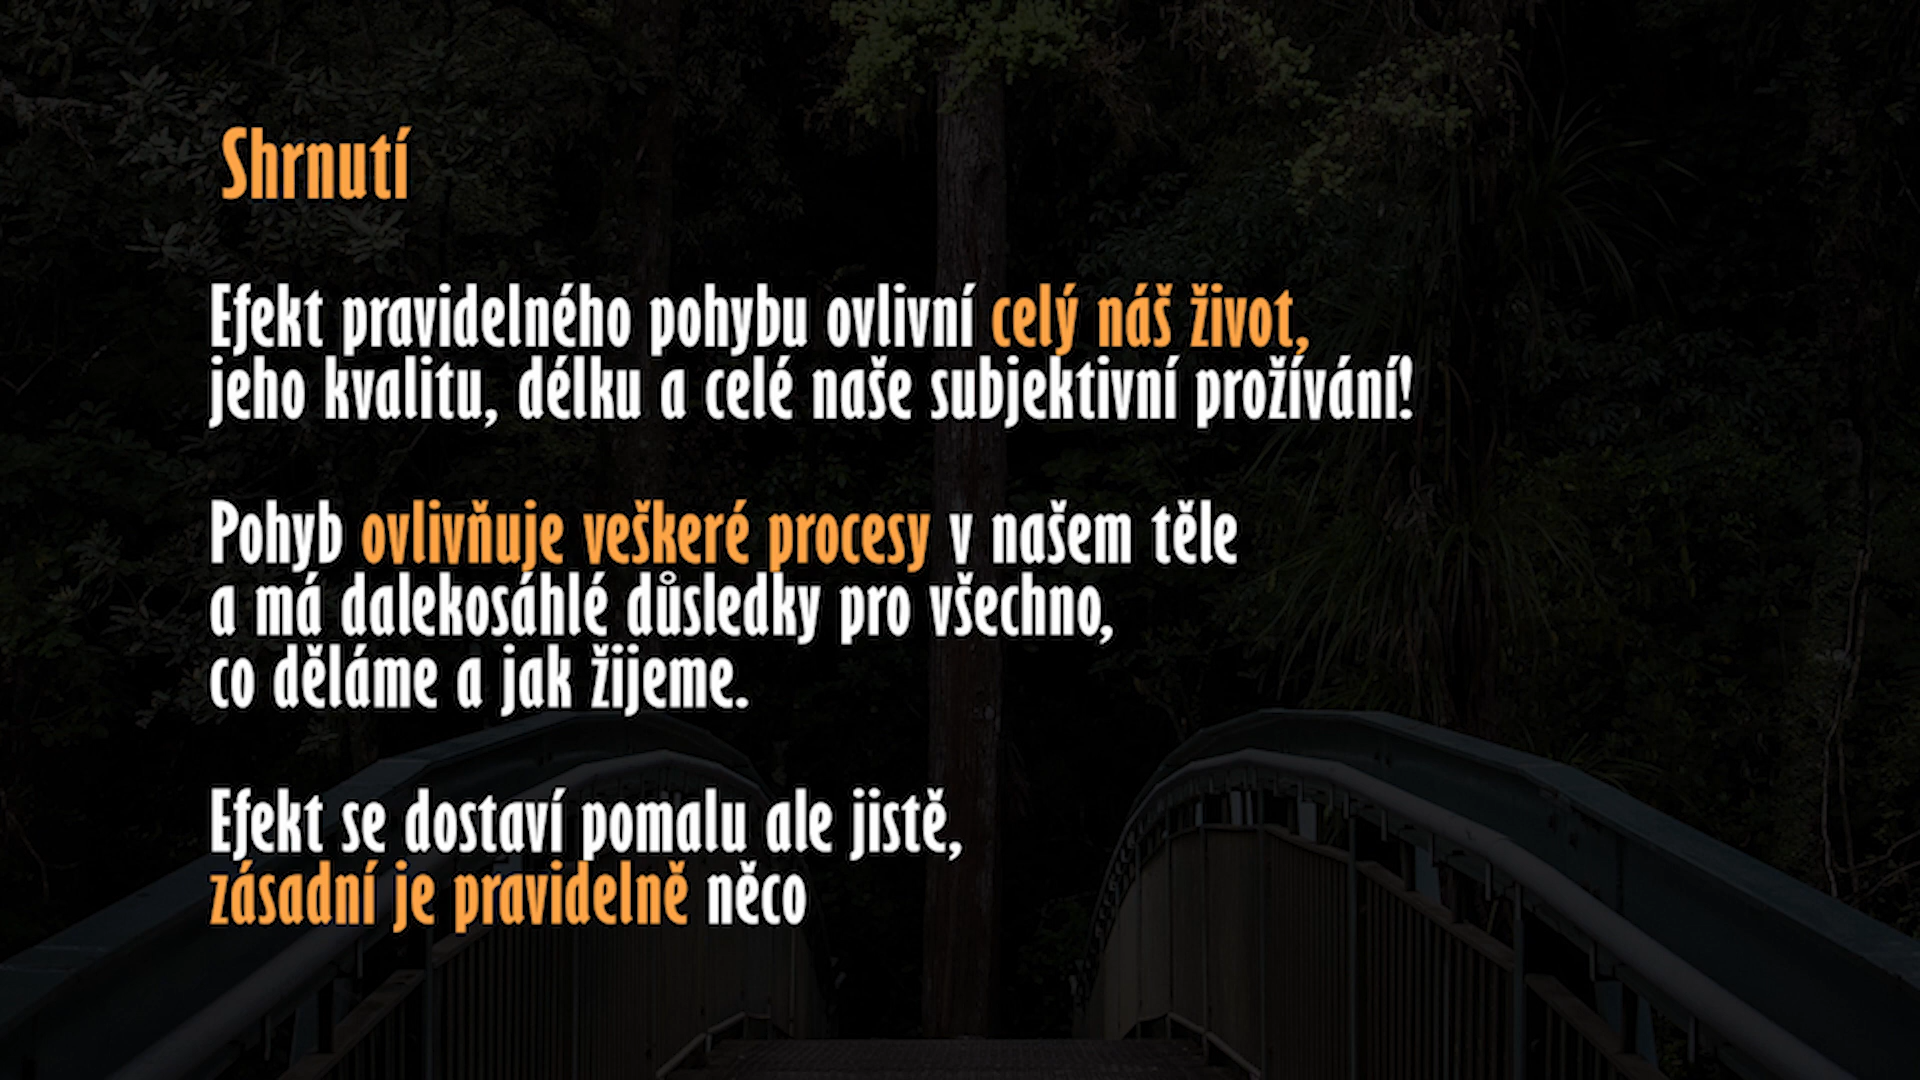 Shrnutí
Efekt pravidelného pohybu ovlivní celý náš život,
jeho kvalitu, délku a celé naše subjektivní prožívání!
Pohyb ovlivňuje veškeré procesy v našem těle
a má dalekosáhlé důsledky pro všechno,
co děláme a jak žijeme.
Efekt se dostaví pomalu ale jistě,
zásadní je pravidelně něco